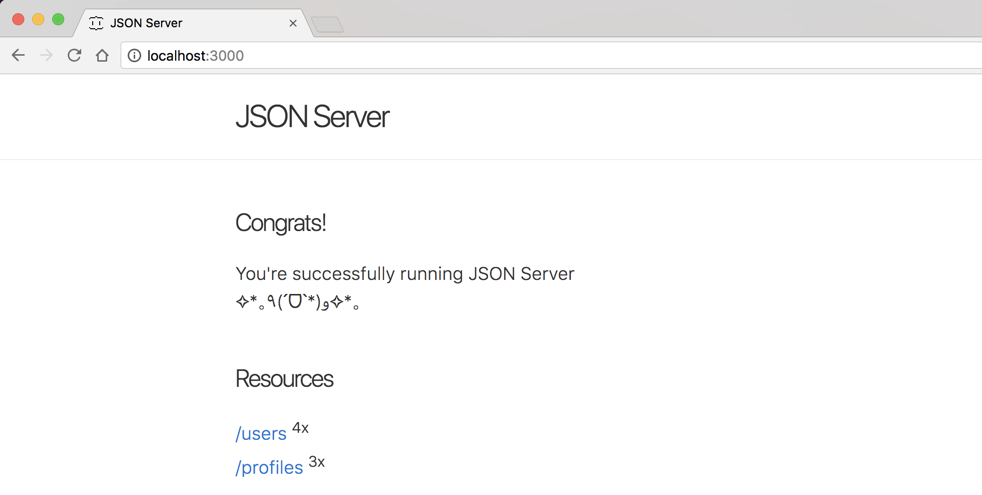 JSON Server
localhost:3000
JSON Server
Congrats!
You're successfully running JSON Server
✧*｡٩(ˊᗜˋ*)و✧*｡
Resources
/users 4x
/profiles 3x